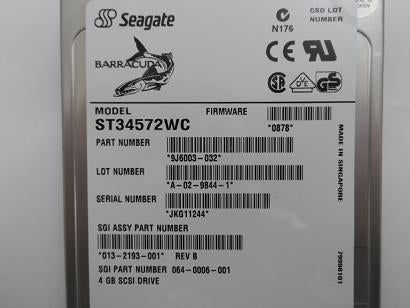 Seagate
CSO LOT
NUMBER
N176
BARRACUDA
MODEL
FIRMWARE
ST34572WC
*0878*
PART NUMBER
*9J6003-032*
LOT NUMBER
*A-02-9844-1*
SERIAL NUMBER
*JKG11244*
SGI ASSY PART NUMBER
*013-2193-001* REV B
SGI PART NUMBER 064-0006-001
4 GB SCSI DRIVE
MADE IN SINGAPORE
75998101